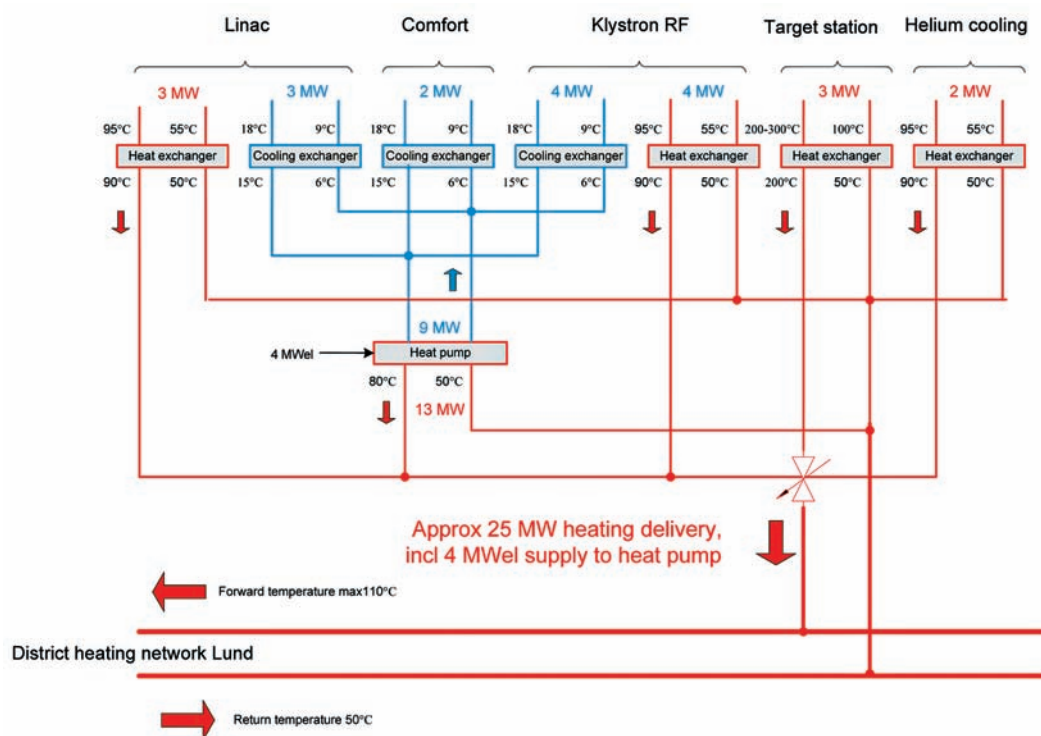 Linac Comfort Klystron RF Target station Helium cooling
3 MW 3 MW 2 MW 4 MW 4 MW 3 MW 2 MW
95°C 55°C 18°C 9°C 18°C 9°C 18°C 9°C 95°C 55°C 200-300°C 100°C 95°C 55°C
Heat exchanger Cooling exchanger Cooling exchanger Cooling exchanger Heat exchanger Heat exchanger Heat exchanger
90°C 50°C 15°C 6°C 15°C 6°C 15°C 6°C 90°C 50°C 200°C 50°C 90°C 50°C
9 MW
4 MWel Heat pump
80°C 50°C
13 MW
Approx 25 MW heating delivery,
incl 4 MWel supply to heat pump
Forward temperature max110°C
District heating network Lund
Return temperature 50°C